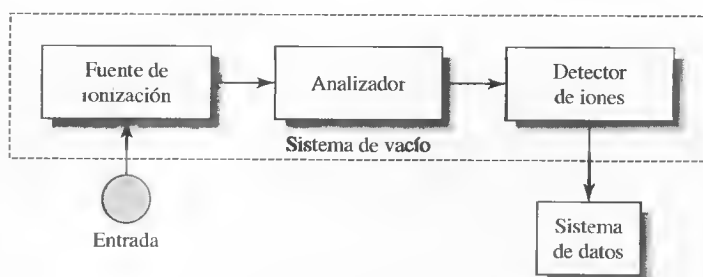 Fuente de
ionización
Analizador
Detector
de iones
Sistema de vacío
Entrada
Sistema
de datos